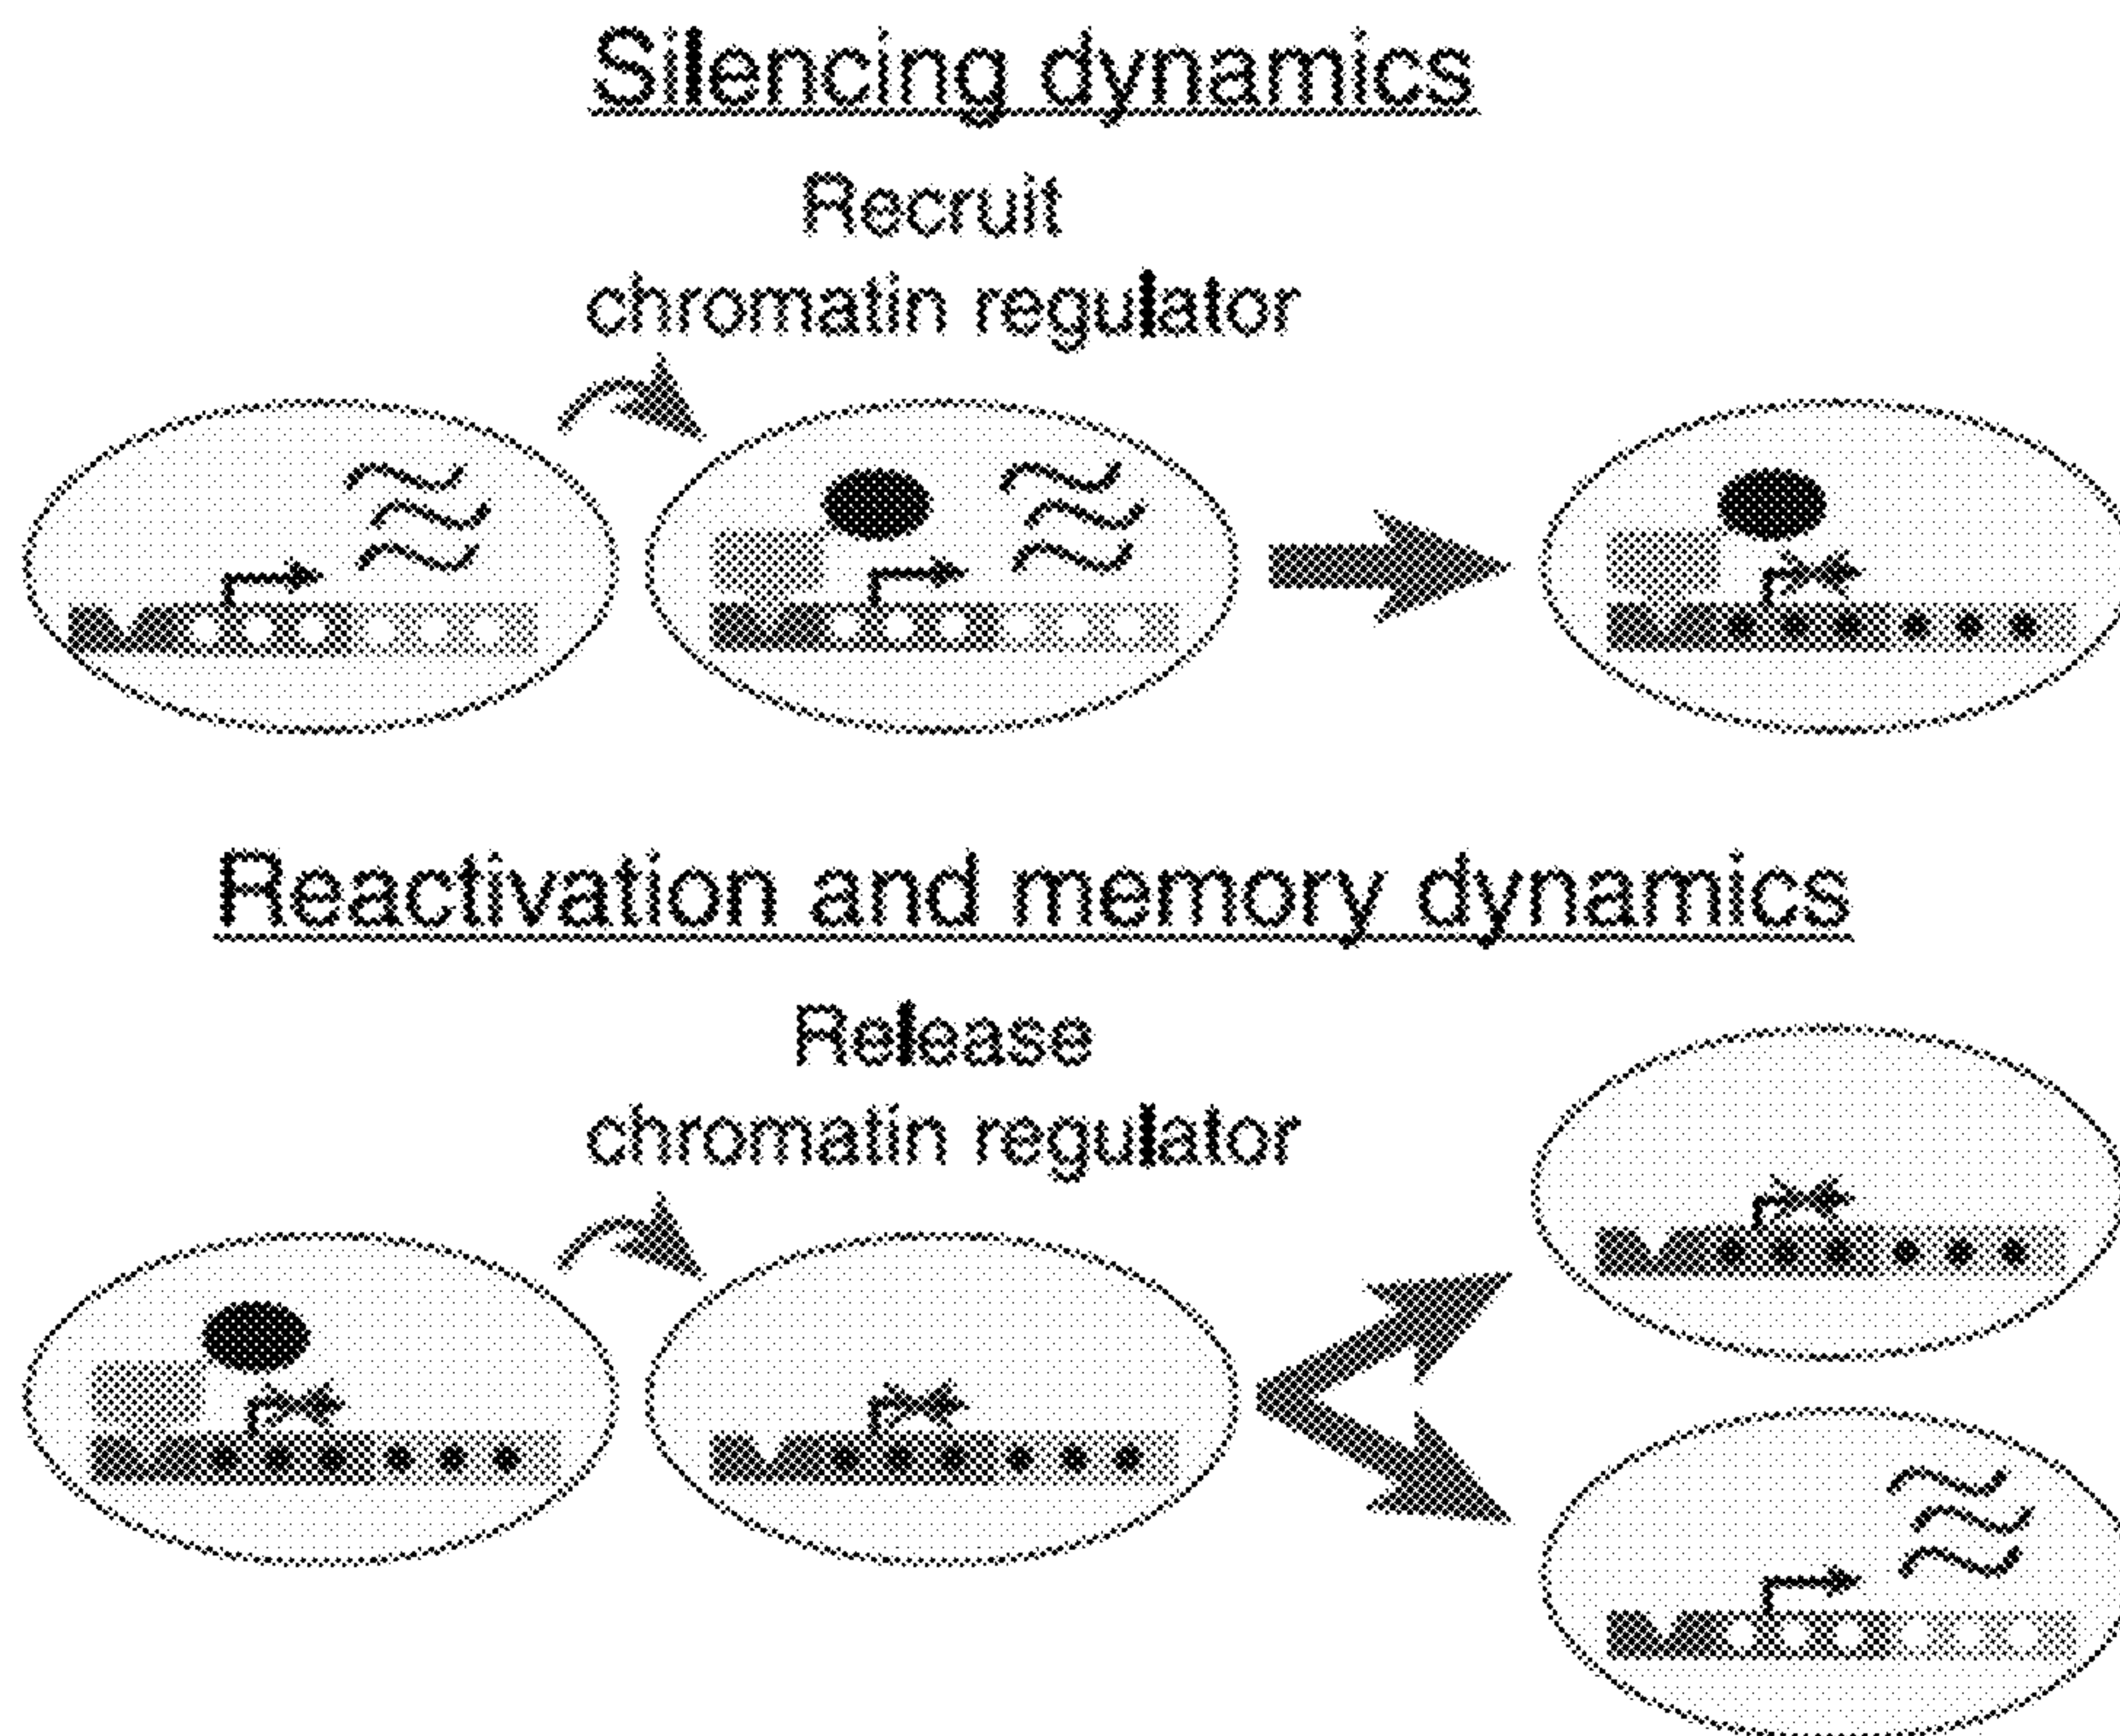 Silencing dynamics
Recruit
chromatin regulator
Reactivation and memory dynamics
Release
chromatin regulator